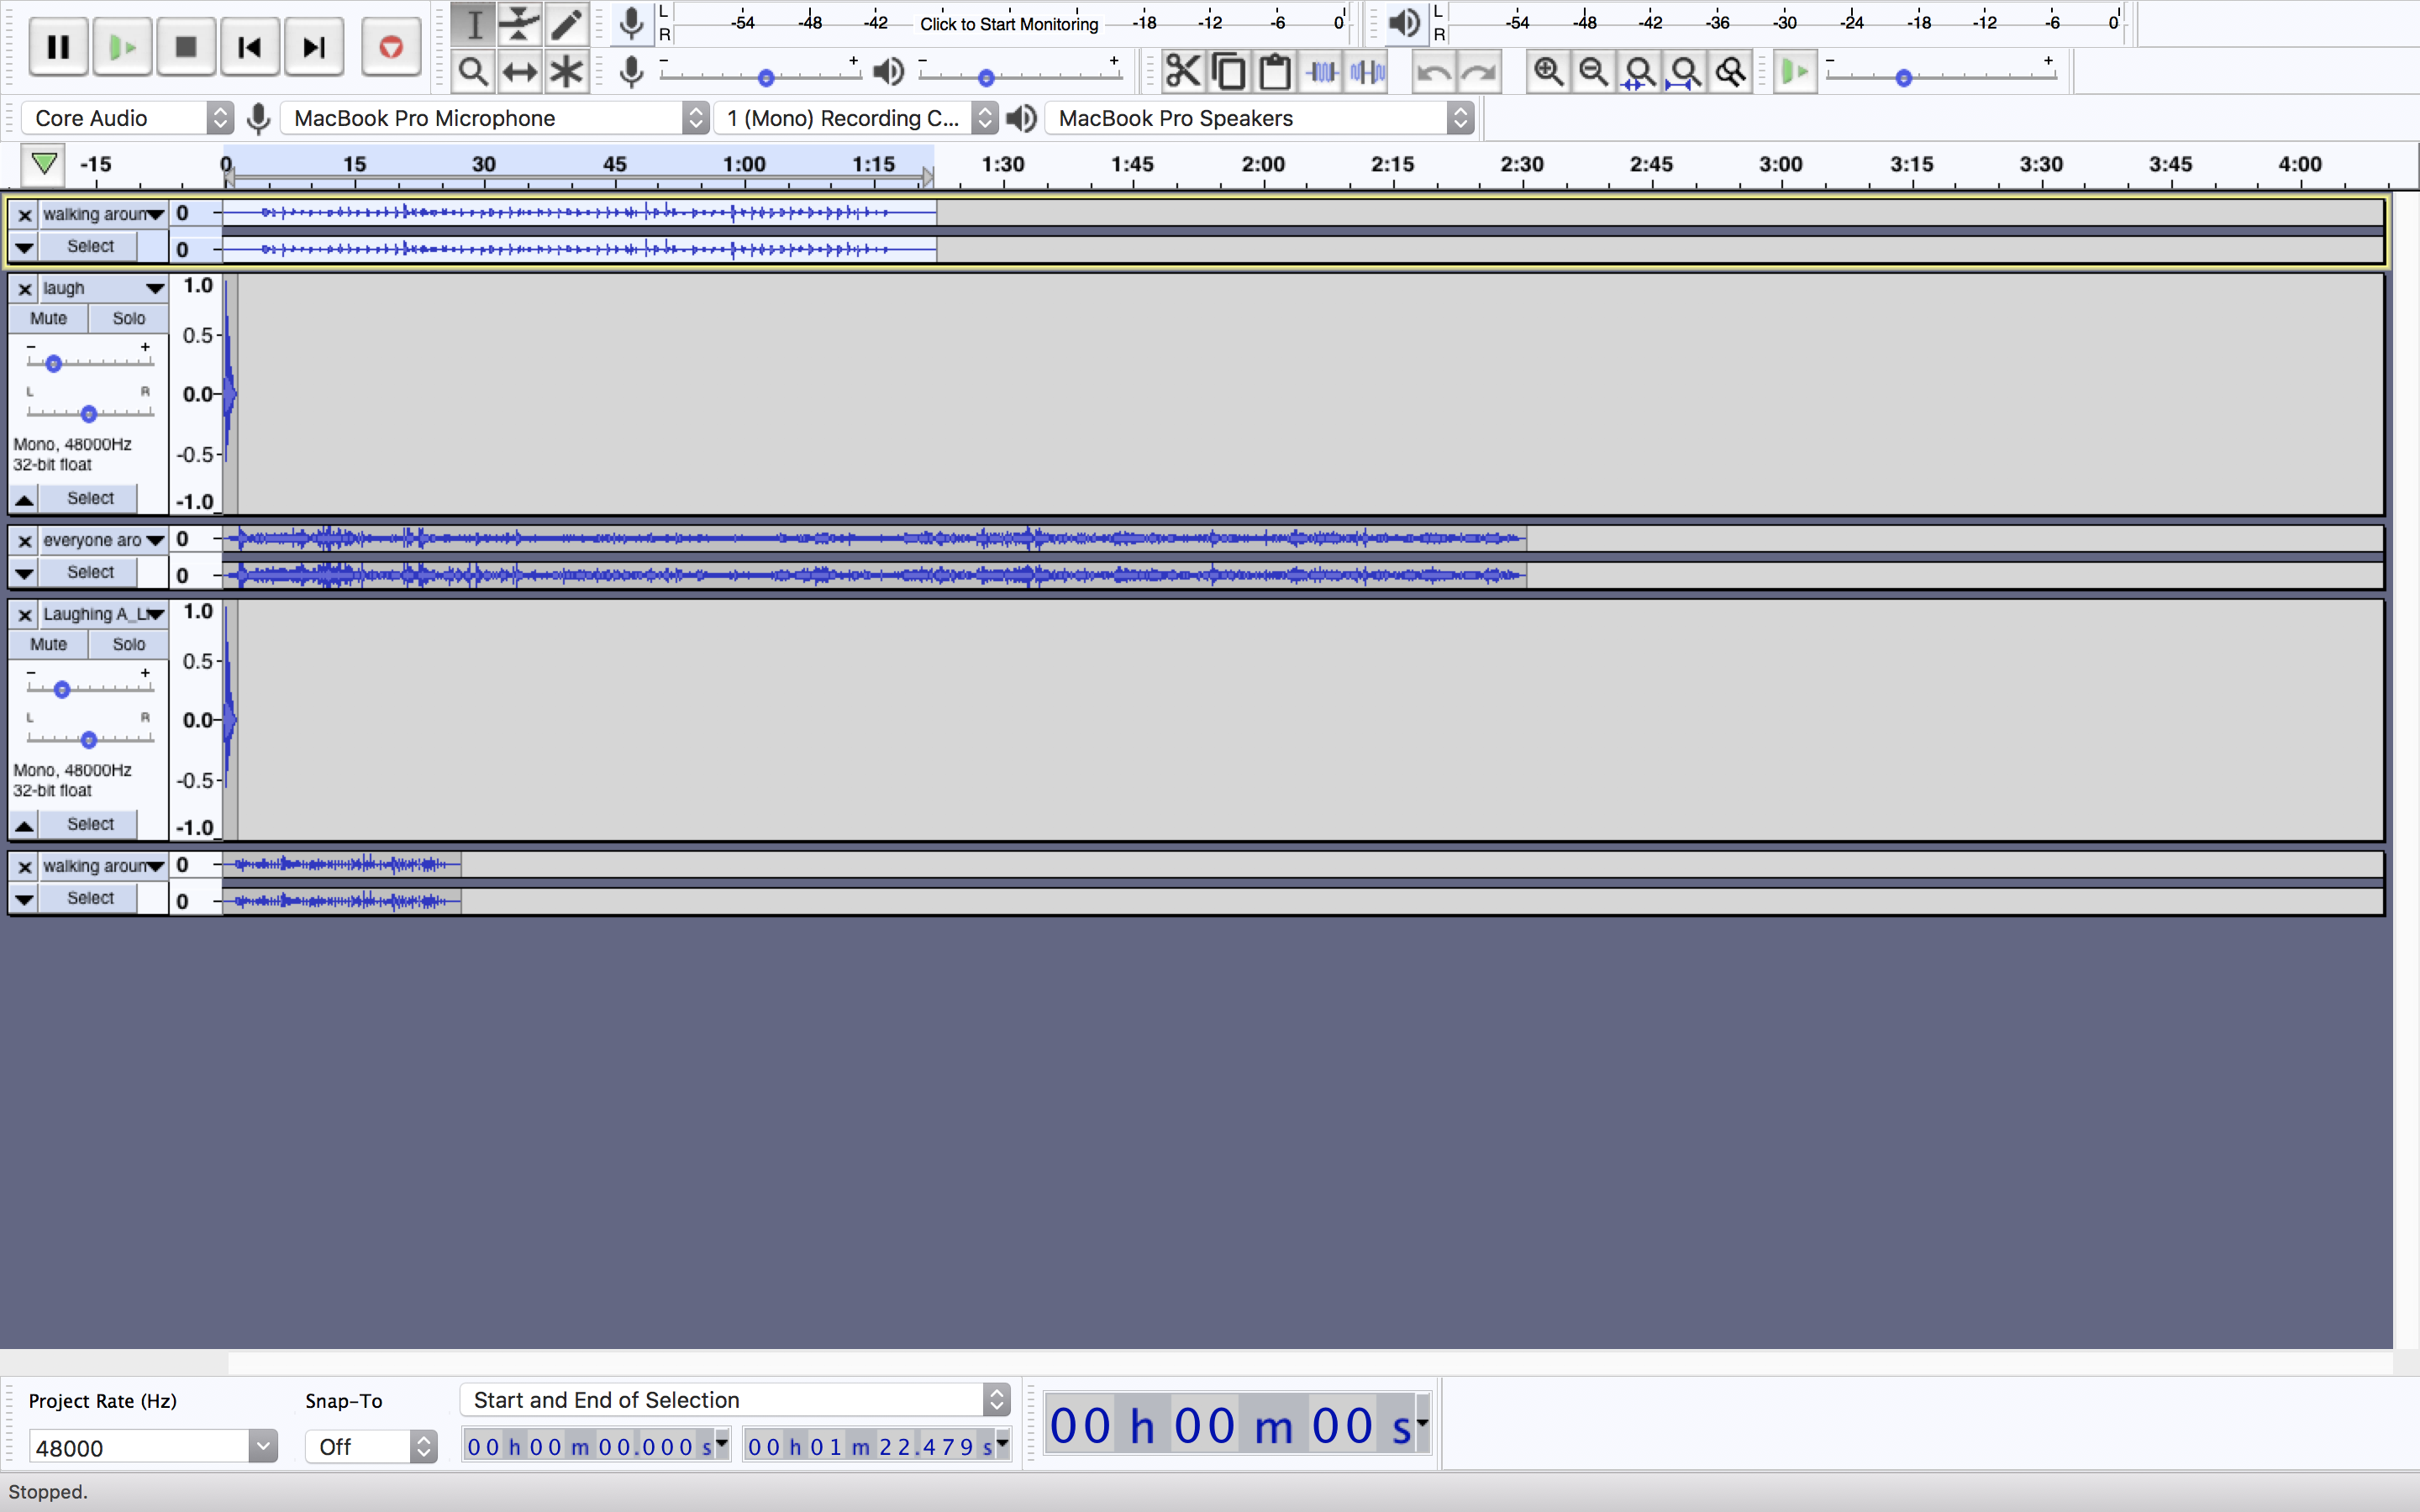 L R -54 -48 -42 Click to Start Monitoring -18 -12 -6 0 L R -54 -48 -42 -36 -30 -24 -18 -12 -6 0
- + - + - +
Core Audio MacBook Pro Microphone 1 (Mono) Recording C... MacBook Pro Speakers
-15 0 15 30 45 1:00 1:15 1:30 1:45 2:00 2:15 2:30 2:45 3:00 3:15 3:30 3:45 4:00
walking aroun 0
Select 0
laugh 1.0
Mute Solo
0.5
- +
L R 0.0
Mono, 48000Hz
32-bit float -0.5
Select -1.0
everyone aro 0
Select 0
Laughing A_Li 1.0
Mute Solo
0.5
- +
L R 0.0
Mono, 48000Hz
32-bit float -0.5
Select -1.0
walking aroun 0
Select 0
Project Rate (Hz) Snap-To Start and End of Selection
48000 Off 00 h 00 m 00.000 s 00 h 01 m 22.479 s 00 h 00 m 00 s
Stopped.